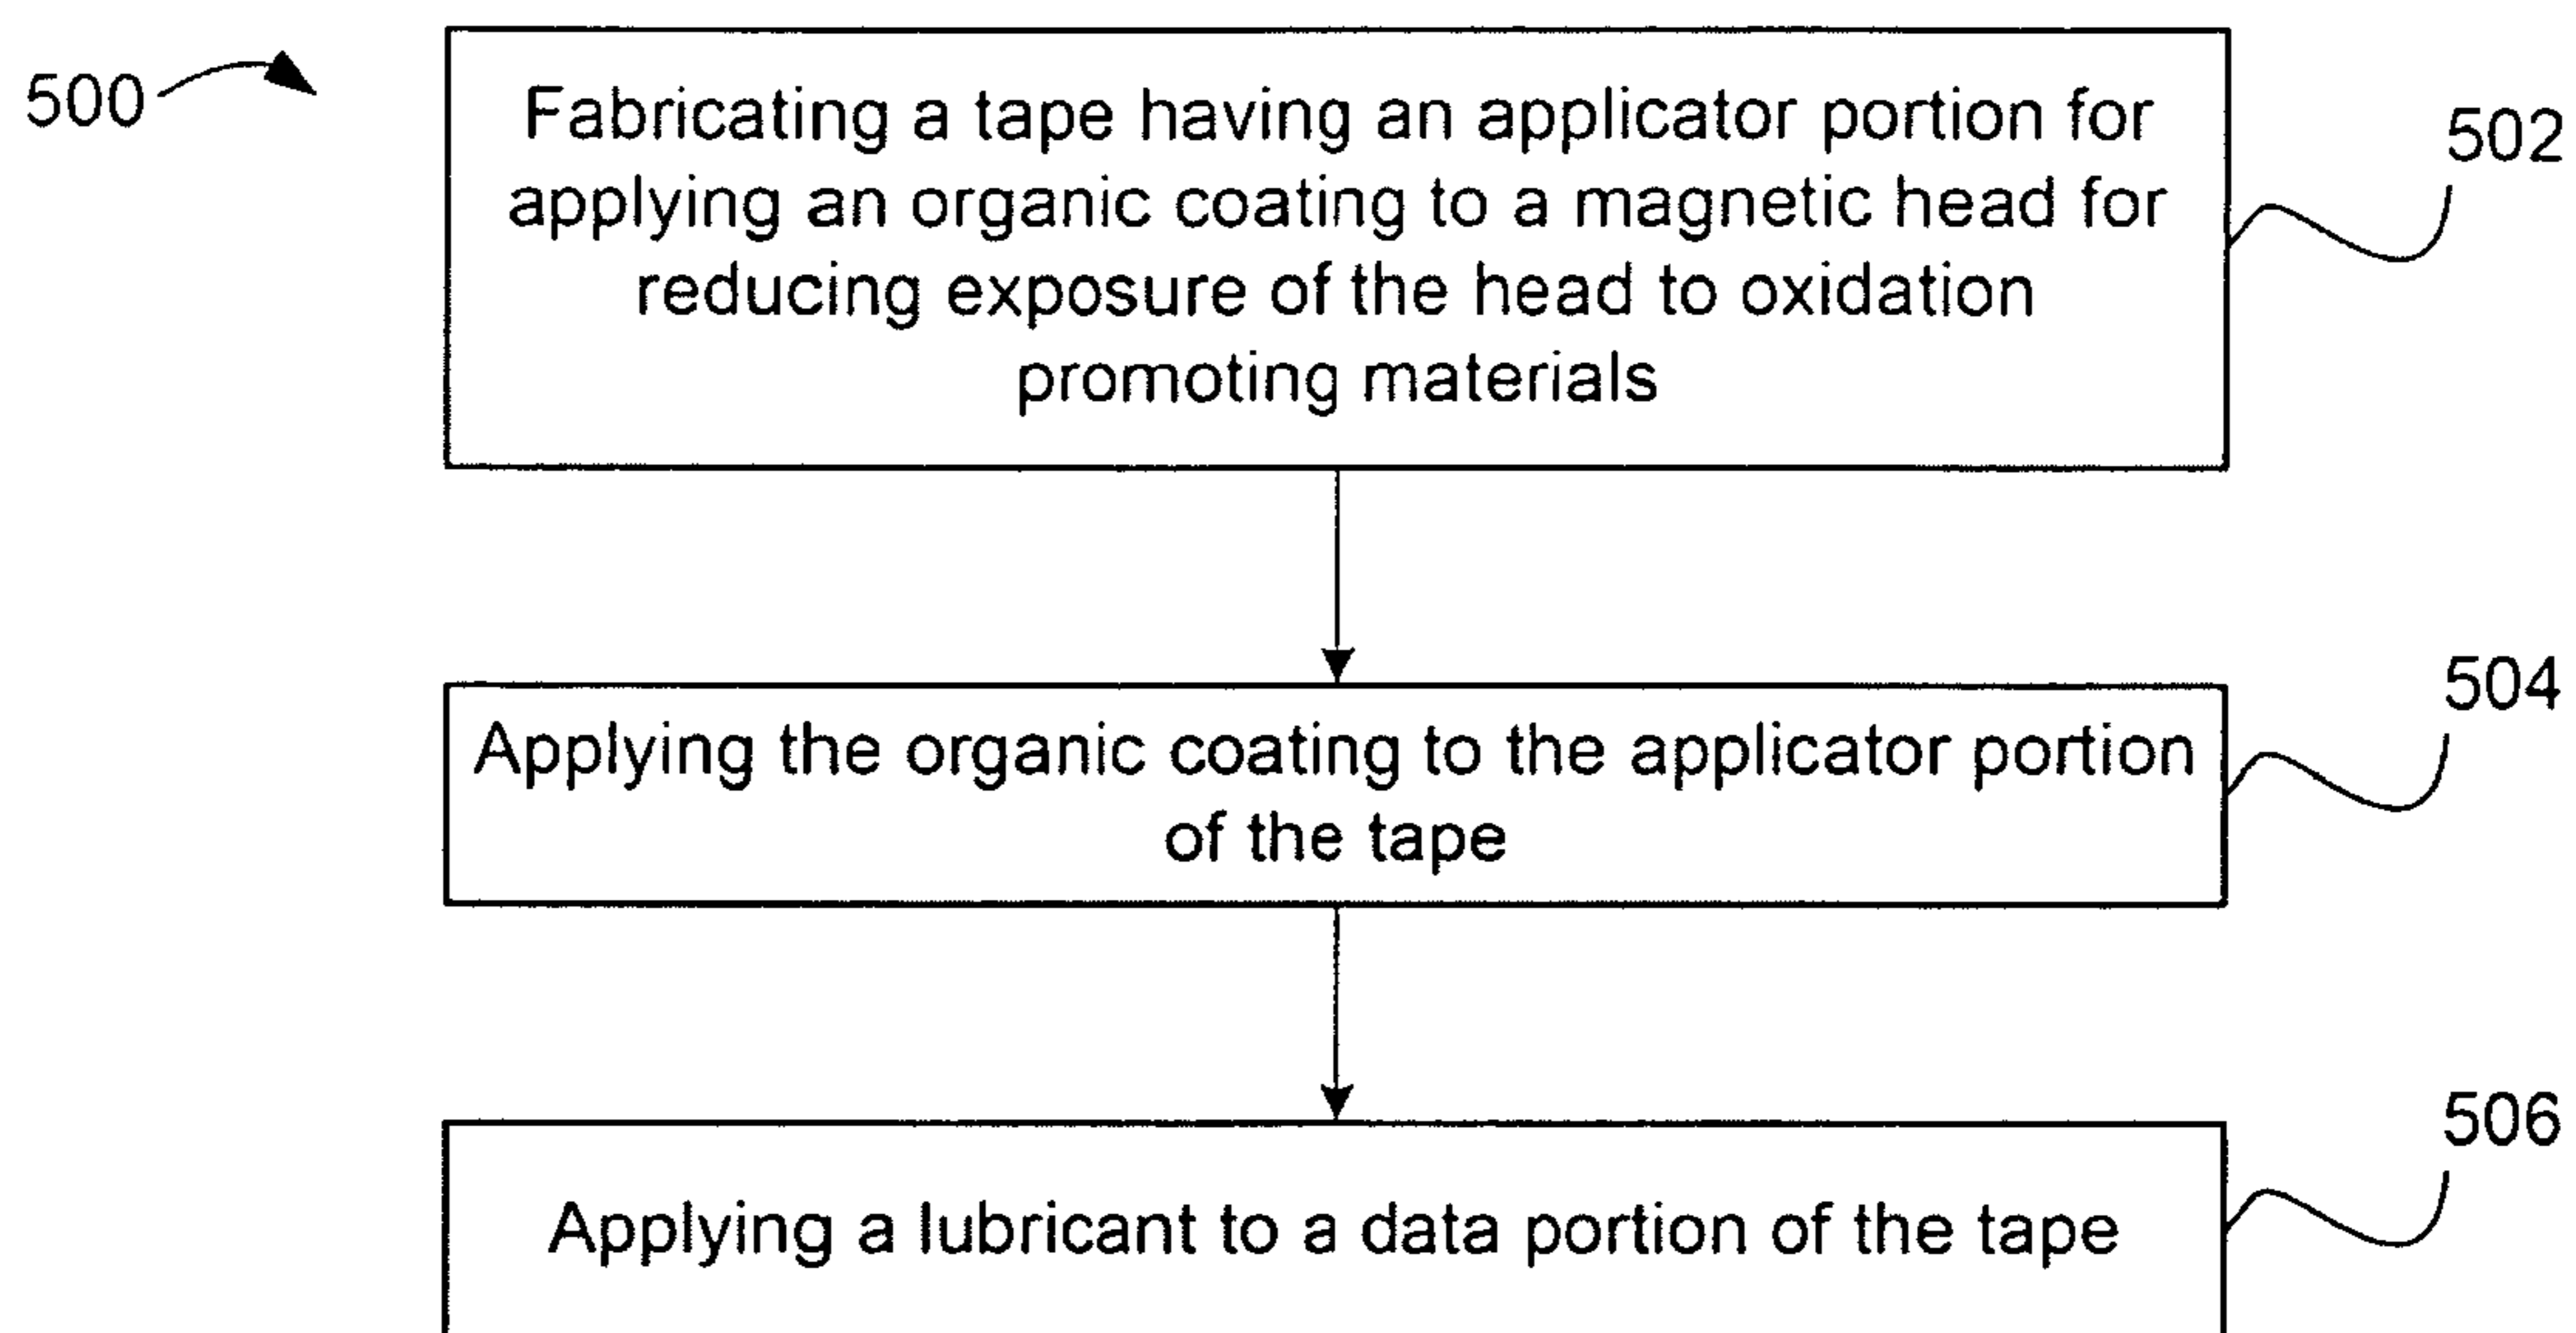 500
Fabricating a tape having an applicator portion for
applying an organic coating to a magnetic head for
reducing exposure of the head to oxidation
promoting materials
502
Applying the organic coating to the applicator portion
of the tape
504
Applying a lubricant to a data portion of the tape
506